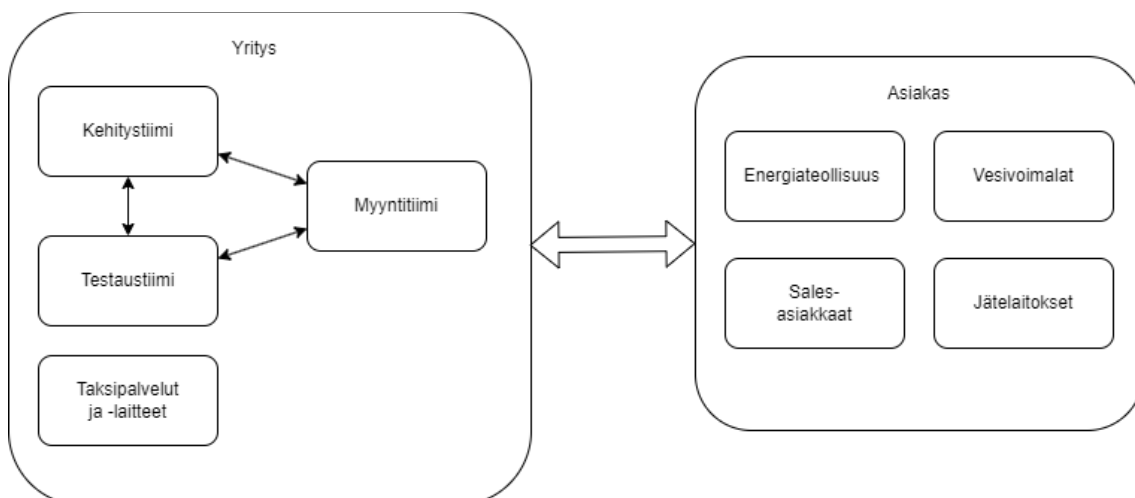 Yritys
Kehitystiimi
Myyntitiimi
Testaustiimi
Taksipalvelut
ja -laitteet
Asiakas
Energiateollisuus
Vesivoimalat
Sales-
asiakkaat
Jätelaitokset